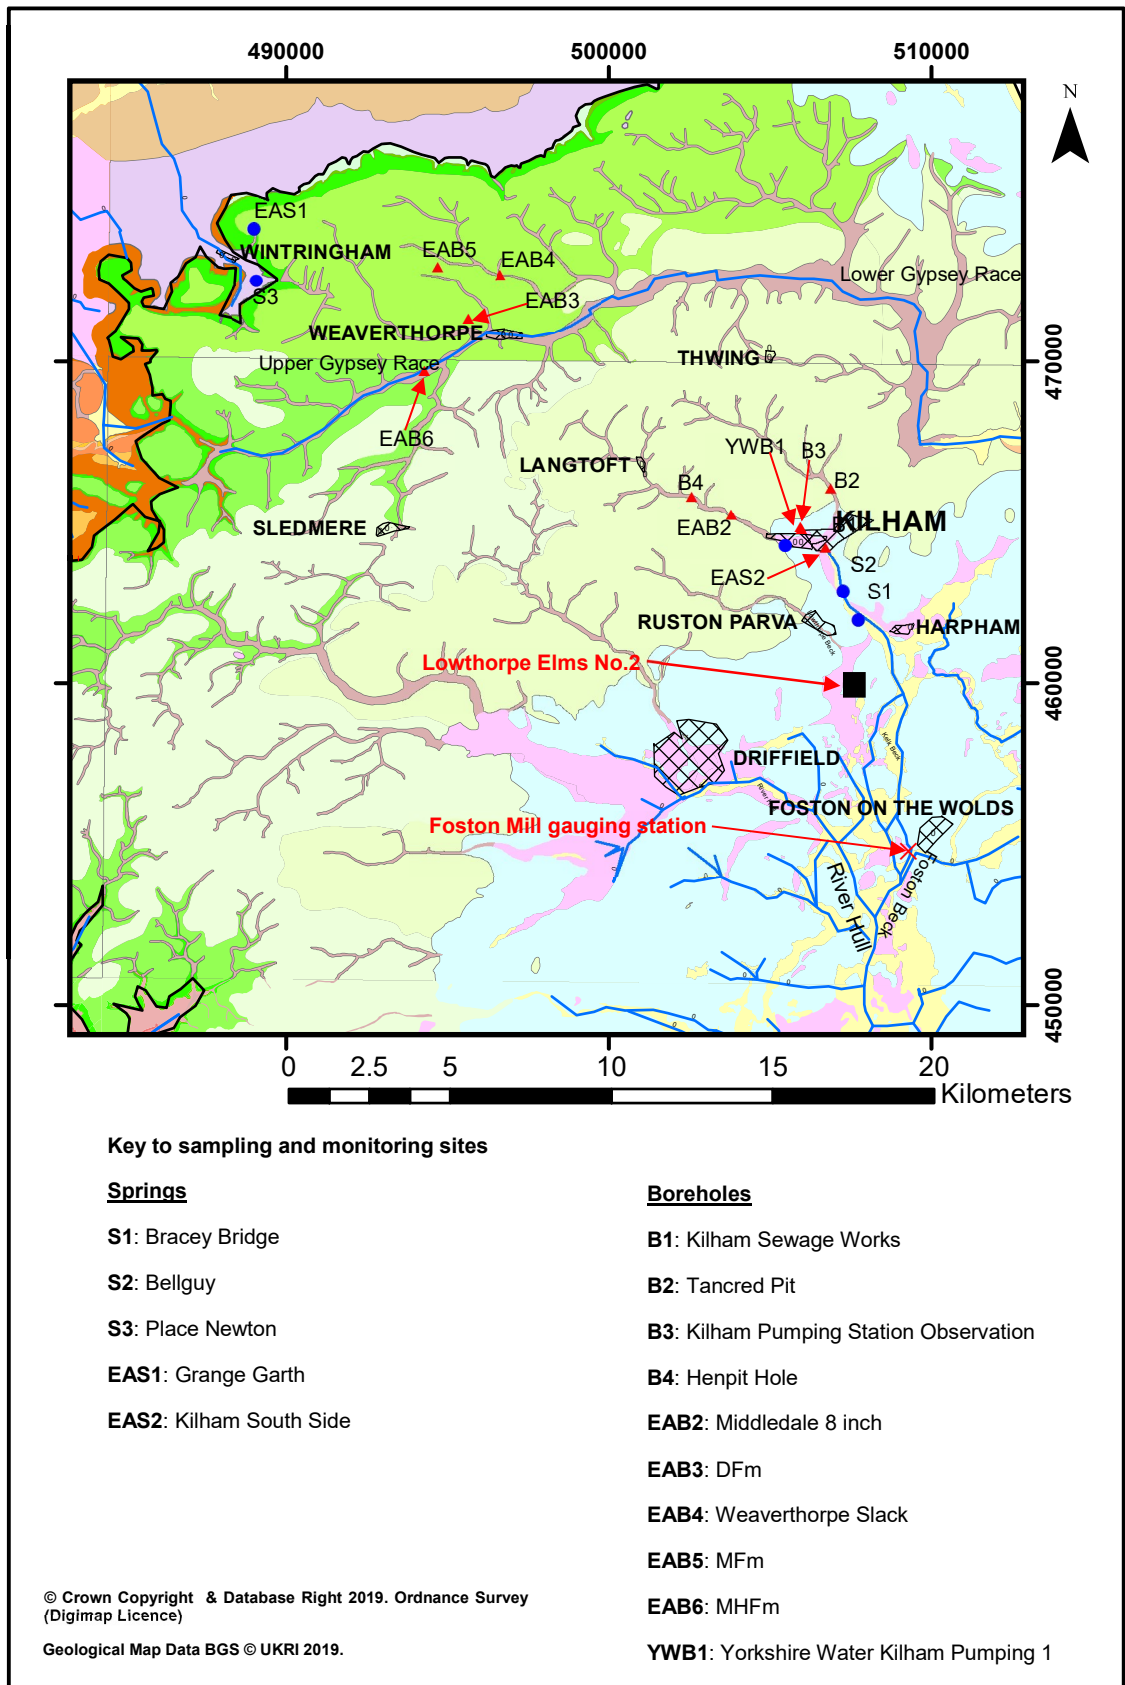 490000
500000
510000
N
EAS1
WINTRINGHAM
EAB5
EAB4
Lower Gypsey Race
S3
EAB3
WEAVERTHORPE
THWING
Upper Gypsey Race
470000
EAB6
YWB1
B3
LANGTOFT
B4
B2
SLEDMERE
EAB2
KILHAM
S2
EAS2
S1
RUSTON PARVA
HARPHAM
Lowthorpe Elms No.2
460000
Kelk Beck
DRIFFIELD
FOSTON ON THE WOLDS
Foston Mill gauging station
River Hull
Foston Beck
450000
0 2.5 5 10 15 20
Kilometers
Key to sampling and monitoring sites
Springs
S1: Bracey Bridge
S2: Bellguy
S3: Place Newton
EAS1: Grange Garth
EAS2: Kilham South Side
Boreholes
B1: Kilham Sewage Works
B2: Tancred Pit
B3: Kilham Pumping Station Observation
B4: Henpit Hole
EAB2: Middledale 8 inch
EAB3: DFm
EAB4: Weaverthorpe Slack
EAB5: MFm
EAB6: MHFm
YWB1: Yorkshire Water Kilham Pumping 1
© Crown Copyright & Database Right 2019. Ordnance Survey
(Digimap Licence)
Geological Map Data BGS © UKRI 2019.